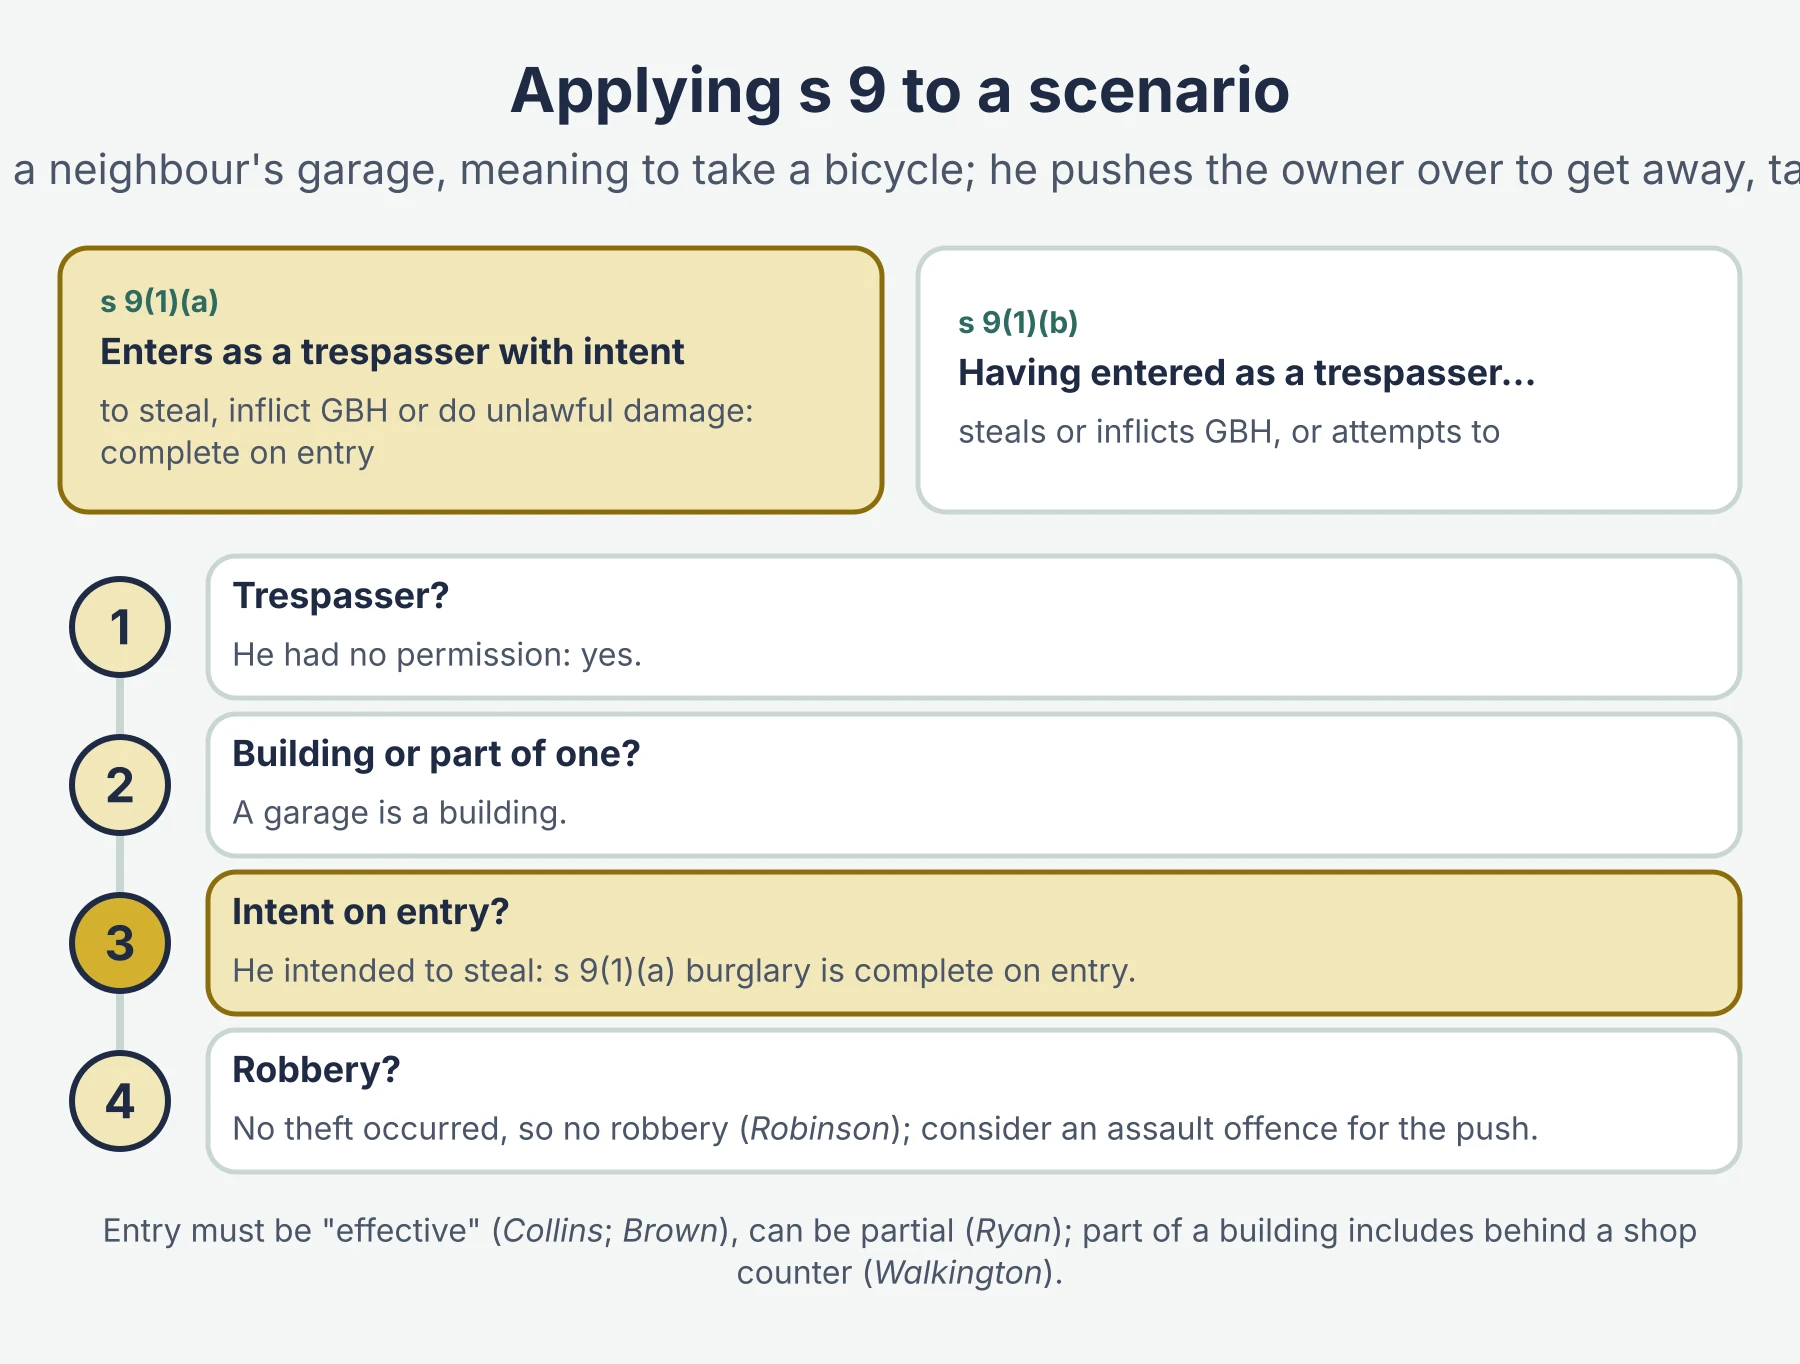 Applying s 9 to a scenario
a neighbour's garage, meaning to take a bicycle; he pushes the owner over to get away,
s 9(1)(a)
Enters as a trespasser with intent
to steal, inflict GBH or do unlawful damage:
complete on entry
s 9(1)(b)
Having entered as a trespasser...
steals or inflicts GBH, or attempts to
1
Trespasser?
He had no permission: yes.
2
Building or part of one?
A garage is a building.
3
Intent on entry?
He intended to steal: s 9(1)(a) burglary is complete on entry.
4
Robbery?
No theft occurred, so no robbery (Robinson); consider an assault offence for the push.
Entry must be "effective" (Collins; Brown), can be partial (Ryan); part of a building includes behind a shop
counter (Walkington).